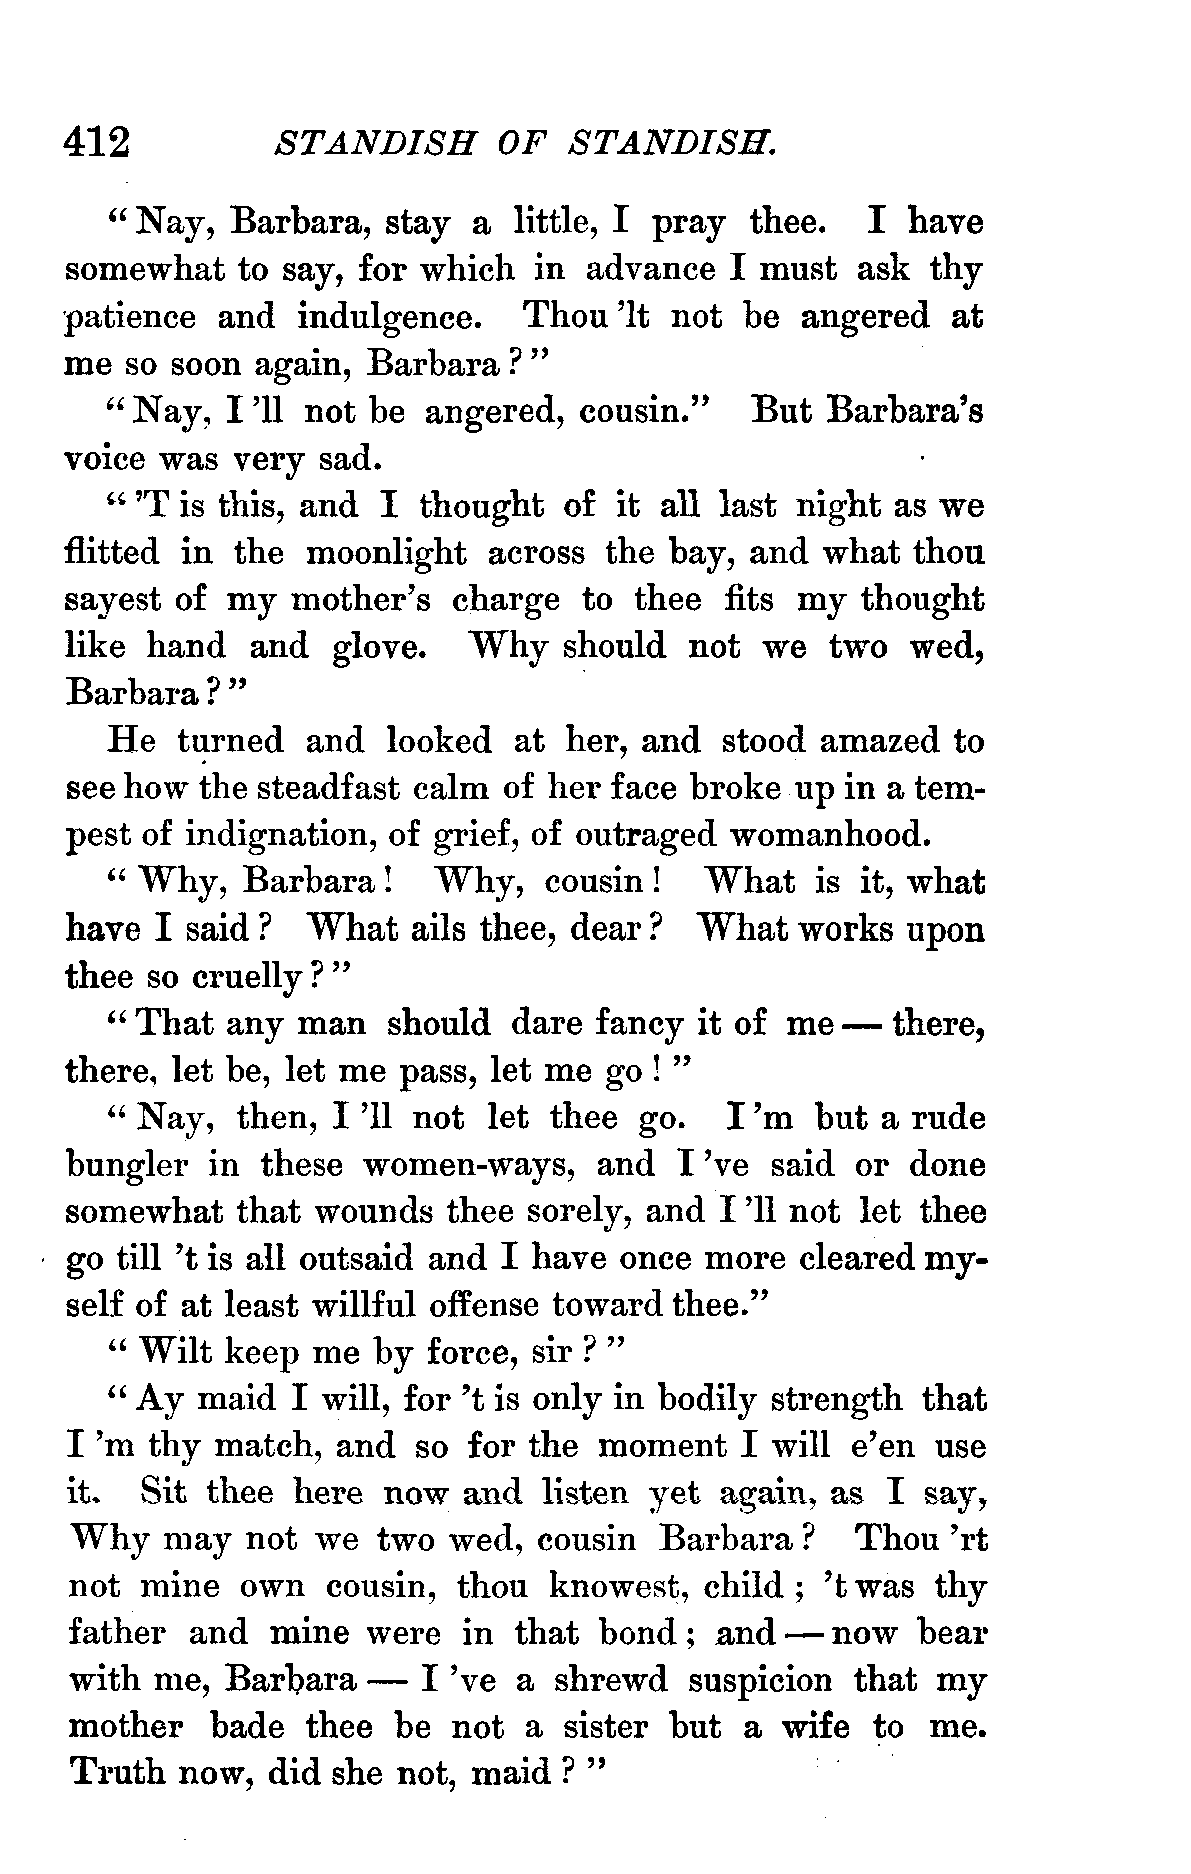 412 STANDISH OF STANDISH.
“Nay, Barbara, stay a little, I pray thee. I have
somewhat to say, for which in advance I must ask thy
patience and indulgence. Thou 'lt not be angered at
me so soon again, Barbara?”
“Nay, I 'll not be angered, cousin.” But Barbara's
voice was very sad.
“'T is this, and I thought of it all last night as we
flitted in the moonlight across the bay, and what thou
sayest of my mother's charge to thee fits my thought
like hand and glove. Why should not we two wed,
Barbara?”
He turned and looked at her, and stood amazed to
see how the steadfast calm of her face broke up in a tem-
pest of indignation, of grief, of outraged womanhood.
“Why, Barbara! Why, cousin! What is it, what
have I said? What ails thee, dear? What works upon
thee so cruelly?”
“That any man should dare fancy it of me — there,
there, let be, let me pass, let me go!”
“Nay, then, I 'll not let thee go. I 'm but a rude
bungler in these women-ways, and I 've said or done
somewhat that wounds thee sorely, and I 'll not let thee
go till 't is all outsaid and I have once more cleared my-
self of at least willful offense toward thee.”
“Wilt keep me by force, sir?”
“Ay maid I will, for 't is only in bodily strength that
I 'm thy match, and so for the moment I will e'en use
it. Sit thee here now and listen yet again, as I say,
Why may not we two wed, cousin Barbara? Thou 'rt
not mine own cousin, thou knowest, child; 't was thy
father and mine were in that bond; and — now bear
with me, Barbara — I 've a shrewd suspicion that my
mother bade thee be not a sister but a wife to me.
Truth now, did she not, maid?”